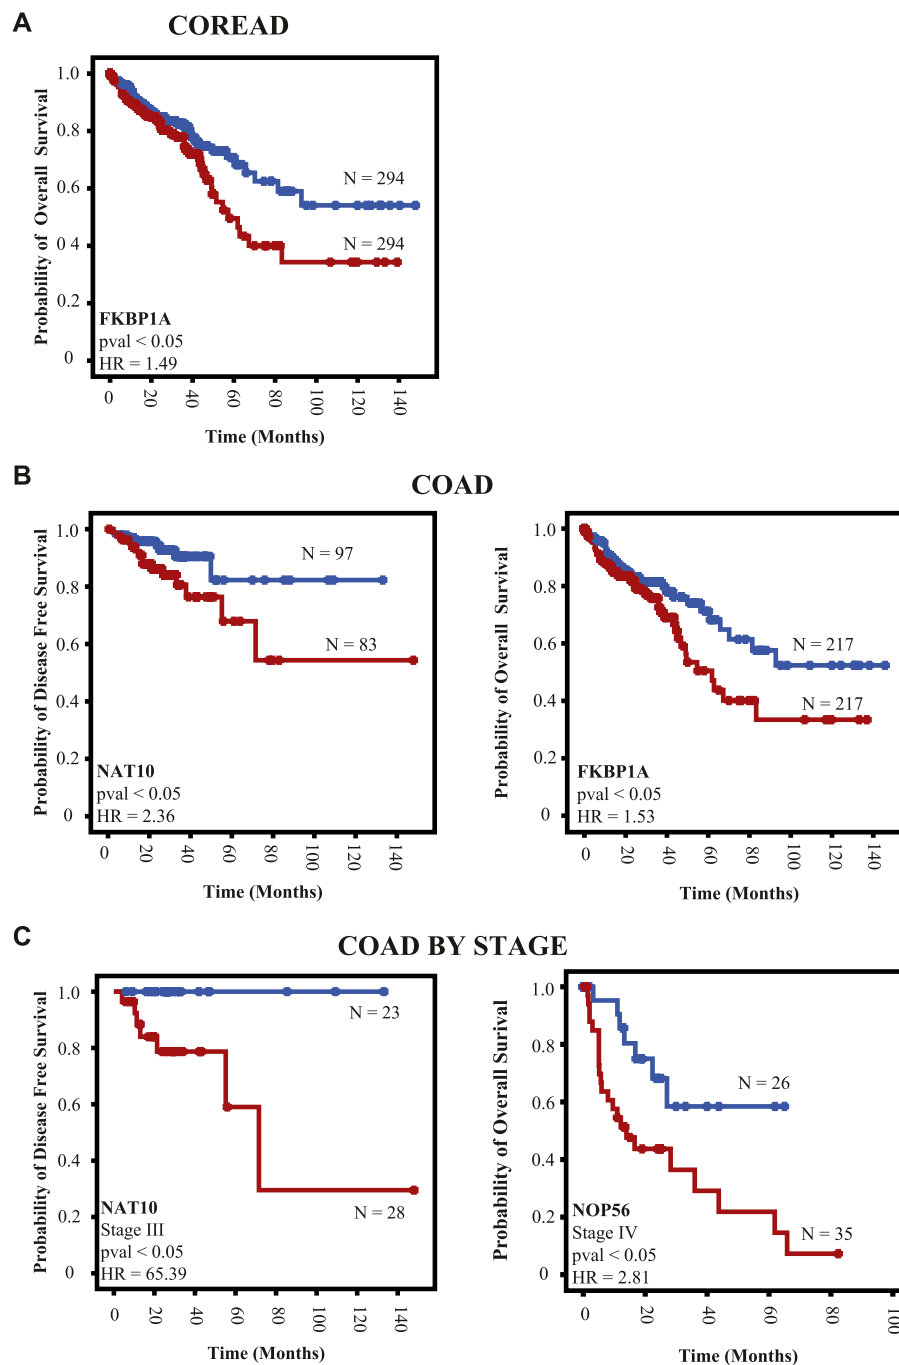 A
COREAD
Probability of Overall Survival
1.0
0.8
0.6
0.4
0.2
0
N = 294
N = 294
FKBP1A
pval < 0.05
HR = 1.49
0 20 40 60 80 100 120 140
Time (Months)
B
COAD
Probability of Disease Free Survival
1.0
0.8
0.6
0.4
0.2
0
N = 97
N = 83
NAT10
pval < 0.05
HR = 2.36
0 20 40 60 80 100 120 140
Time (Months)
Probability of Overall Survival
1.0
0.8
0.6
0.4
0.2
0
N = 217
N = 217
FKBP1A
pval < 0.05
HR = 1.53
0 20 40 60 80 100 120 140
Time (Months)
C
COAD BY STAGE
Probability of Disease Free Survival
1.0
0.8
0.6
0.4
0.2
0
N = 23
N = 28
NAT10
Stage III
pval < 0.05
HR = 65.39
0 20 40 60 80 100 120 140
Time (Months)
Probability of Overall Surival
1.0
0.8
0.6
0.4
0.2
0
N = 26
N = 35
NOP56
Stage IV
pval < 0.05
HR = 2.81
0 20 40 60 80 100
Time (Months)